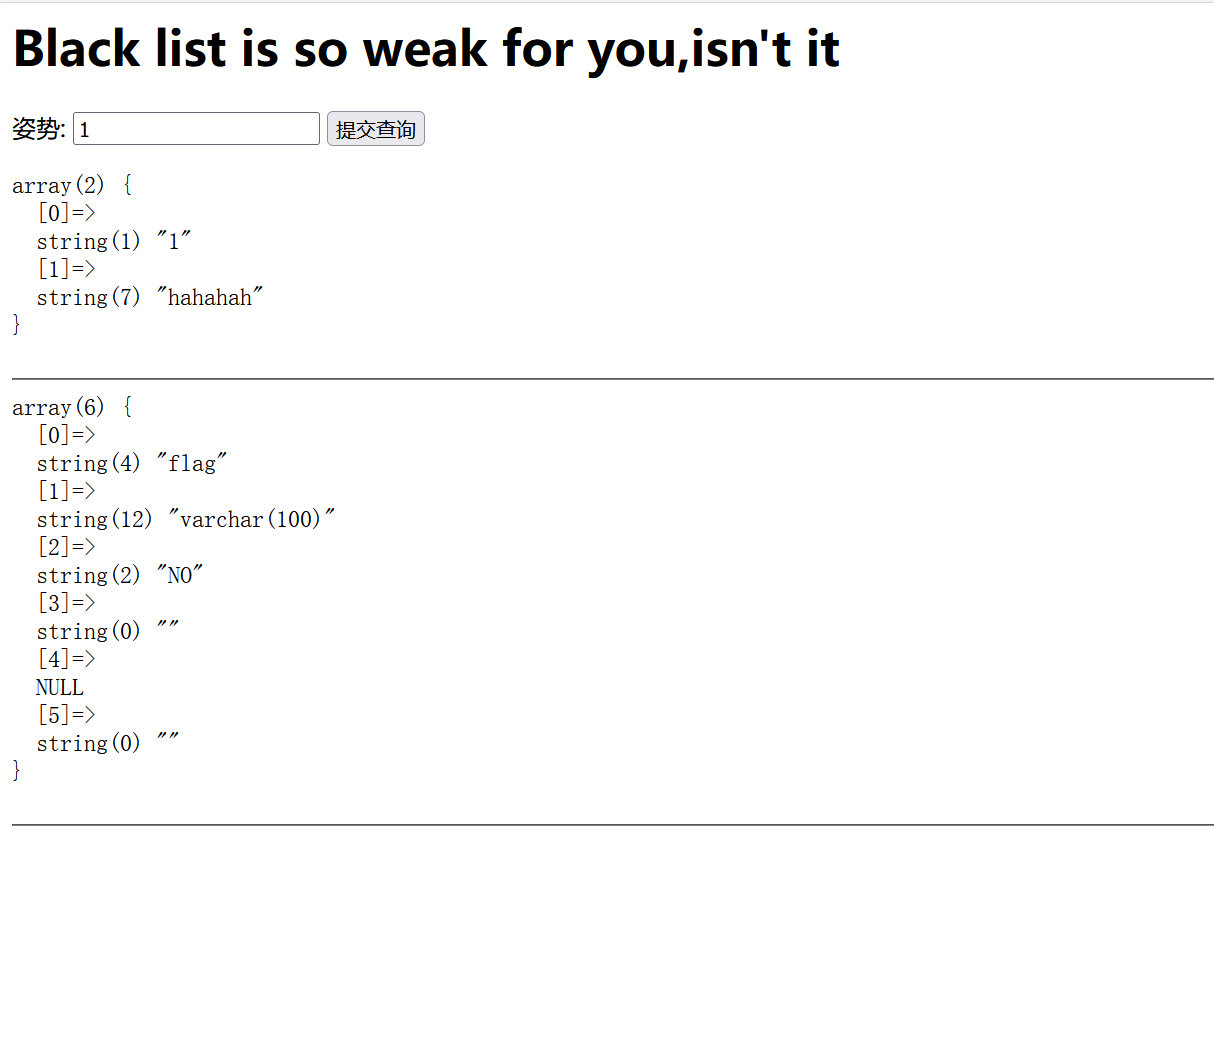 Black list is so weak for you,isn't it
姿势: 1 提交查询
array(2) {
  [0]=>
  string(1) "1"
  [1]=>
  string(7) "hahahah"
}
array(6) {
  [0]=>
  string(4) "flag"
  [1]=>
  string(12) "varchar(100)"
  [2]=>
  string(2) "NO"
  [3]=>
  string(0) ""
  [4]=>
  NULL
  [5]=>
  string(0) ""
}